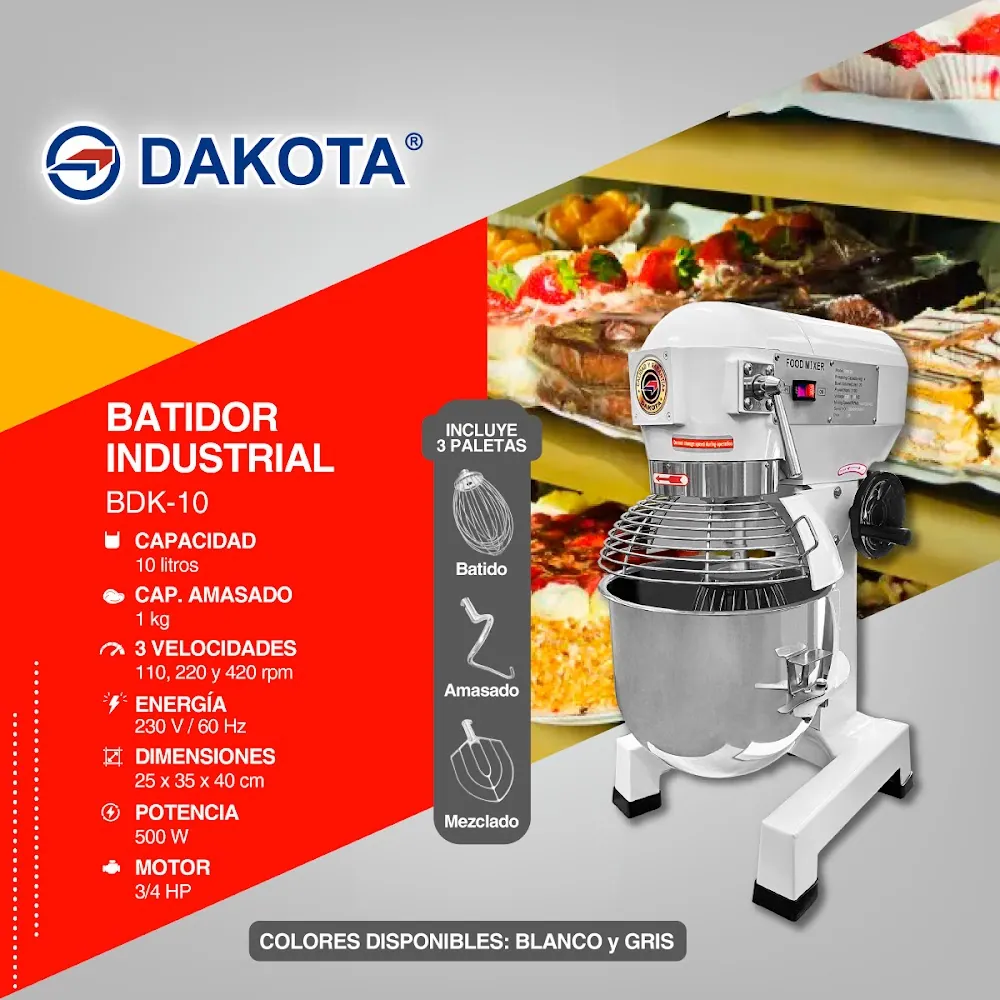 DAKOTA®
BATIDOR
INDUSTRIAL
BDK-10
CAPACIDAD
10 litros
CAP. AMASADO
1 kg
3 VELOCIDADES
110, 220 y 420 rpm
ENERGÍA
230 V / 60 Hz
DIMENSIONES
25 x 35 x 40 cm
POTENCIA
500 W
MOTOR
3/4 HP
INCLUYE
3 PALETAS
Batido
Amasado
Mezclado
FOOD MIXER
DAKOTA
COLORES DISPONIBLES: BLANCO y GRIS